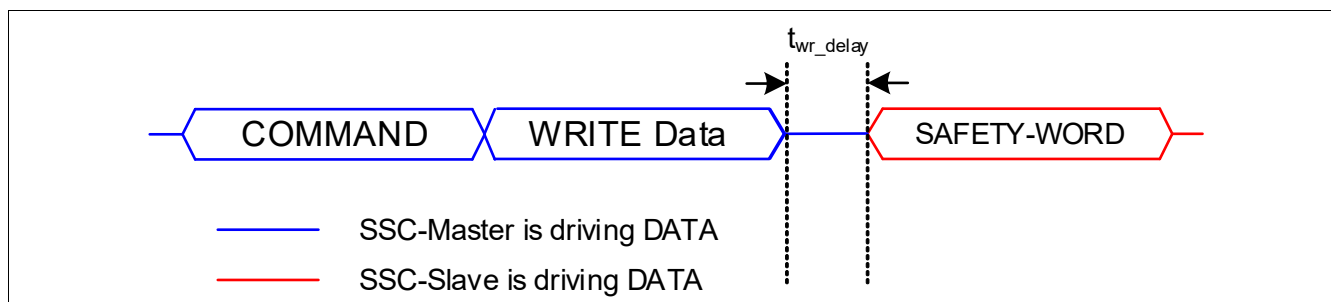 t_wr_delay
COMMAND
WRITE Data
SAFETY-WORD
SSC-Master is driving DATA
SSC-Slave is driving DATA